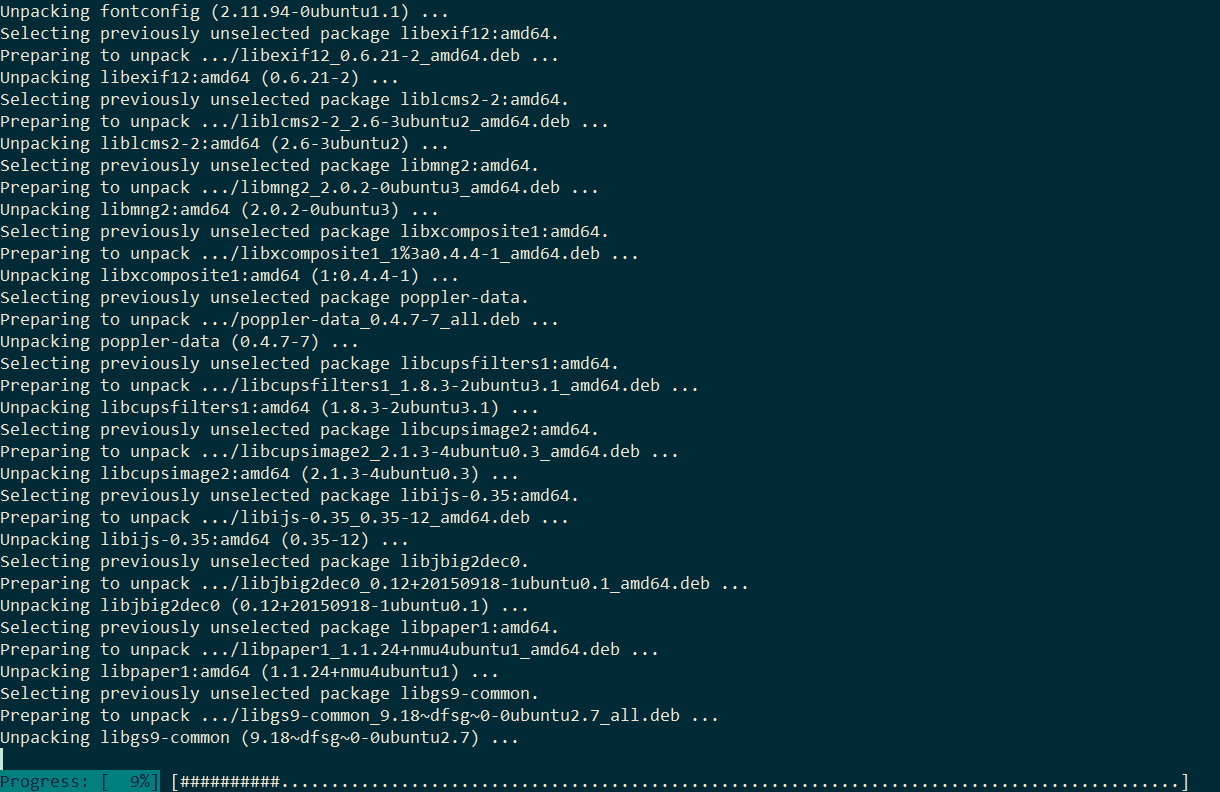 Unpacking fontconfig (2.11.94-0ubuntu1.1) ...
Selecting previously unselected package libexif12:amd64.
Preparing to unpack .../libexif12_0.6.21-2_amd64.deb ...
Unpacking libexif12:amd64 (0.6.21-2) ...
Selecting previously unselected package liblcms2-2:amd64.
Preparing to unpack .../liblcms2-2_2.6-3ubuntu2_amd64.deb ...
Unpacking liblcms2-2:amd64 (2.6-3ubuntu2) ...
Selecting previously unselected package libmng2:amd64.
Preparing to unpack .../libmng2_2.0.2-0ubuntu3_amd64.deb ...
Unpacking libmng2:amd64 (2.0.2-0ubuntu3) ...
Selecting previously unselected package libxcomposite1:amd64.
Preparing to unpack .../libxcomposite1_1%3a0.4.4-1_amd64.deb ...
Unpacking libxcomposite1:amd64 (1:0.4.4-1) ...
Selecting previously unselected package poppler-data.
Preparing to unpack .../poppler-data_0.4.7-7_all.deb ...
Unpacking poppler-data (0.4.7-7) ...
Selecting previously unselected package libcupsfilters1:amd64.
Preparing to unpack .../libcupsfilters1_1.8.3-2ubuntu3.1_amd64.deb ...
Unpacking libcupsfilters1:amd64 (1.8.3-2ubuntu3.1) ...
Selecting previously unselected package libcupsimage2:amd64.
Preparing to unpack .../libcupsimage2_2.1.3-4ubuntu0.3_amd64.deb ...
Unpacking libcupsimage2:amd64 (2.1.3-4ubuntu0.3) ...
Selecting previously unselected package libijs-0.35:amd64.
Preparing to unpack .../libijs-0.35_0.35-12_amd64.deb ...
Unpacking libijs-0.35:amd64 (0.35-12) ...
Selecting previously unselected package libjbig2dec0.
Preparing to unpack .../libjbig2dec0_0.12+20150918-1ubuntu0.1_amd64.deb ...
Unpacking libjbig2dec0 (0.12+20150918-1ubuntu0.1) ...
Selecting previously unselected package libpaper1:amd64.
Preparing to unpack .../libpaper1_1.1.24+nmu4ubuntu1_amd64.deb ...
Unpacking libpaper1:amd64 (1.1.24+nmu4ubuntu1) ...
Selecting previously unselected package libgs9-common.
Preparing to unpack .../libgs9-common_9.18~dfsg~0-0ubuntu2.7_all.deb ...
Unpacking libgs9-common (9.18~dfsg~0-0ubuntu2.7) ...
Progress: [  9%] [##########..........................................................................................]